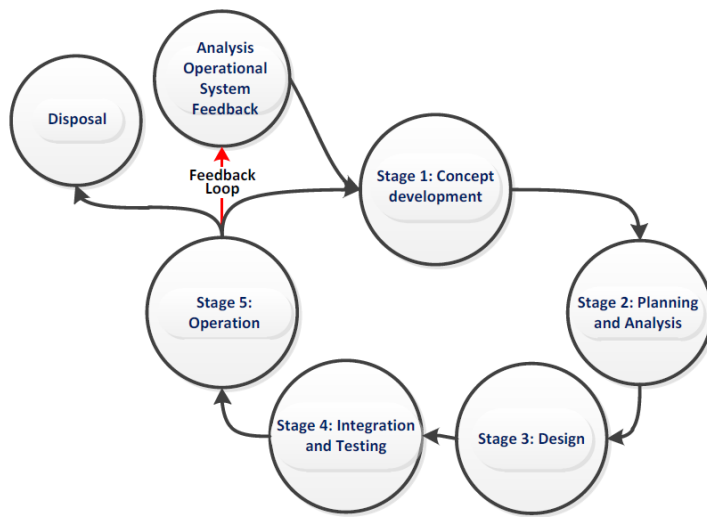 Analysis
Operational
System
Feedback
Disposal
Feedback
Loop
Stage 1: Concept
development
Stage 2: Planning
and Analysis
Stage 3: Design
Stage 4: Integration
and Testing
Stage 5:
Operation